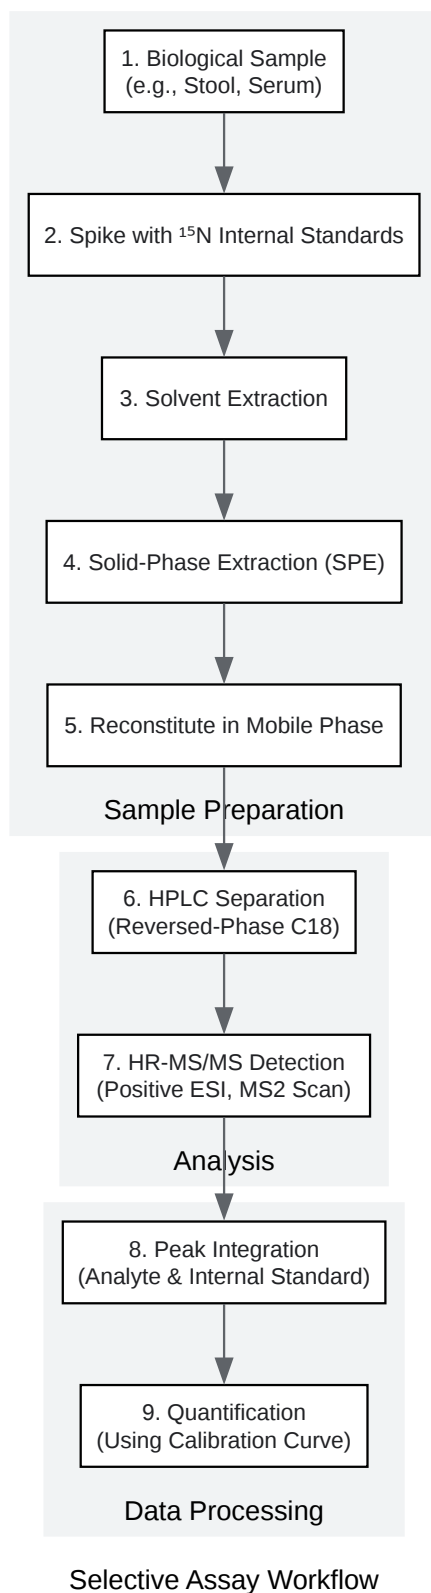 1. Biological Sample
(e.g., Stool, Serum)
2. Spike with ¹⁵N Internal Standards
3. Solvent Extraction
4. Solid-Phase Extraction (SPE)
5. Reconstitute in Mobile Phase
Sample Preparation
6. HPLC Separation
(Reversed-Phase C18)
7. HR-MS/MS Detection
(Positive ESI, MS2 Scan)
Analysis
8. Peak Integration
(Analyte & Internal Standard)
9. Quantification
(Using Calibration Curve)
Data Processing
Selective Assay Workflow